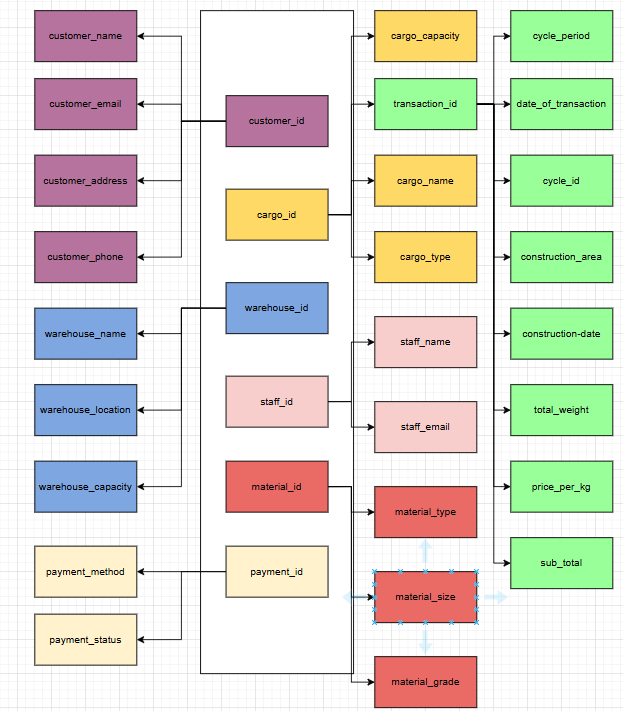 customer_name
customer_email
customer_address
customer_phone
warehouse_name
warehouse_location
warehouse_capacity
payment_method
payment_status
customer_id
cargo_id
warehouse_id
staff_id
material_id
payment_id
cargo_capacity
transaction_id
cargo_name
cargo_type
staff_name
staff_email
material_type
material_size
material_grade
cycle_period
date_of_transaction
cycle_id
construction_area
construction-date
total_weight
price_per_kg
sub_total